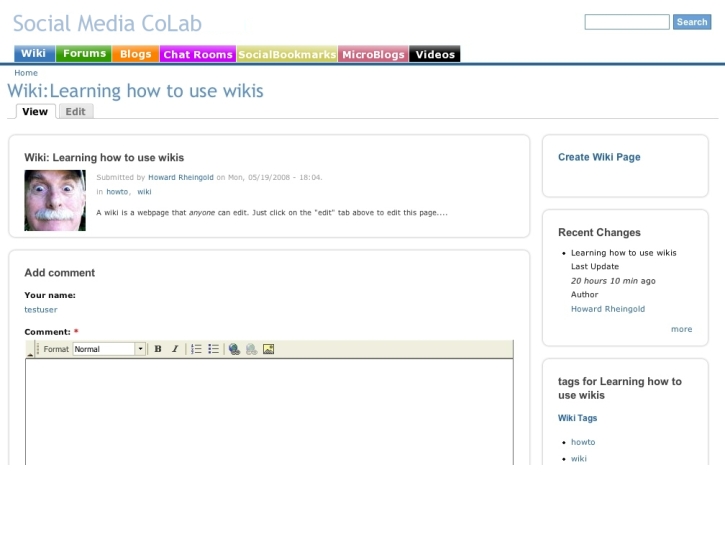 Social Media CoLab
Search
Wiki Forums Blogs Chat Rooms SocialBookmarks MicroBlogs Videos
Home
Wiki:Learning how to use wikis
View Edit
Wiki: Learning how to use wikis
Submitted by Howard Rheingold on Mon, 05/19/2008 – 18:04.
in howto, wiki
A wiki is a webpage that anyone can edit. Just click on the "edit" tab above to edit this page....
Add comment
Your name:
testuser
Comment: *
Format Normal B I
Create Wiki Page
Recent Changes
• Learning how to use wikis
Last Update
20 hours 10 min ago
Author
Howard Rheingold
more
tags for Learning how to
use wikis
Wiki Tags
• howto
• wiki